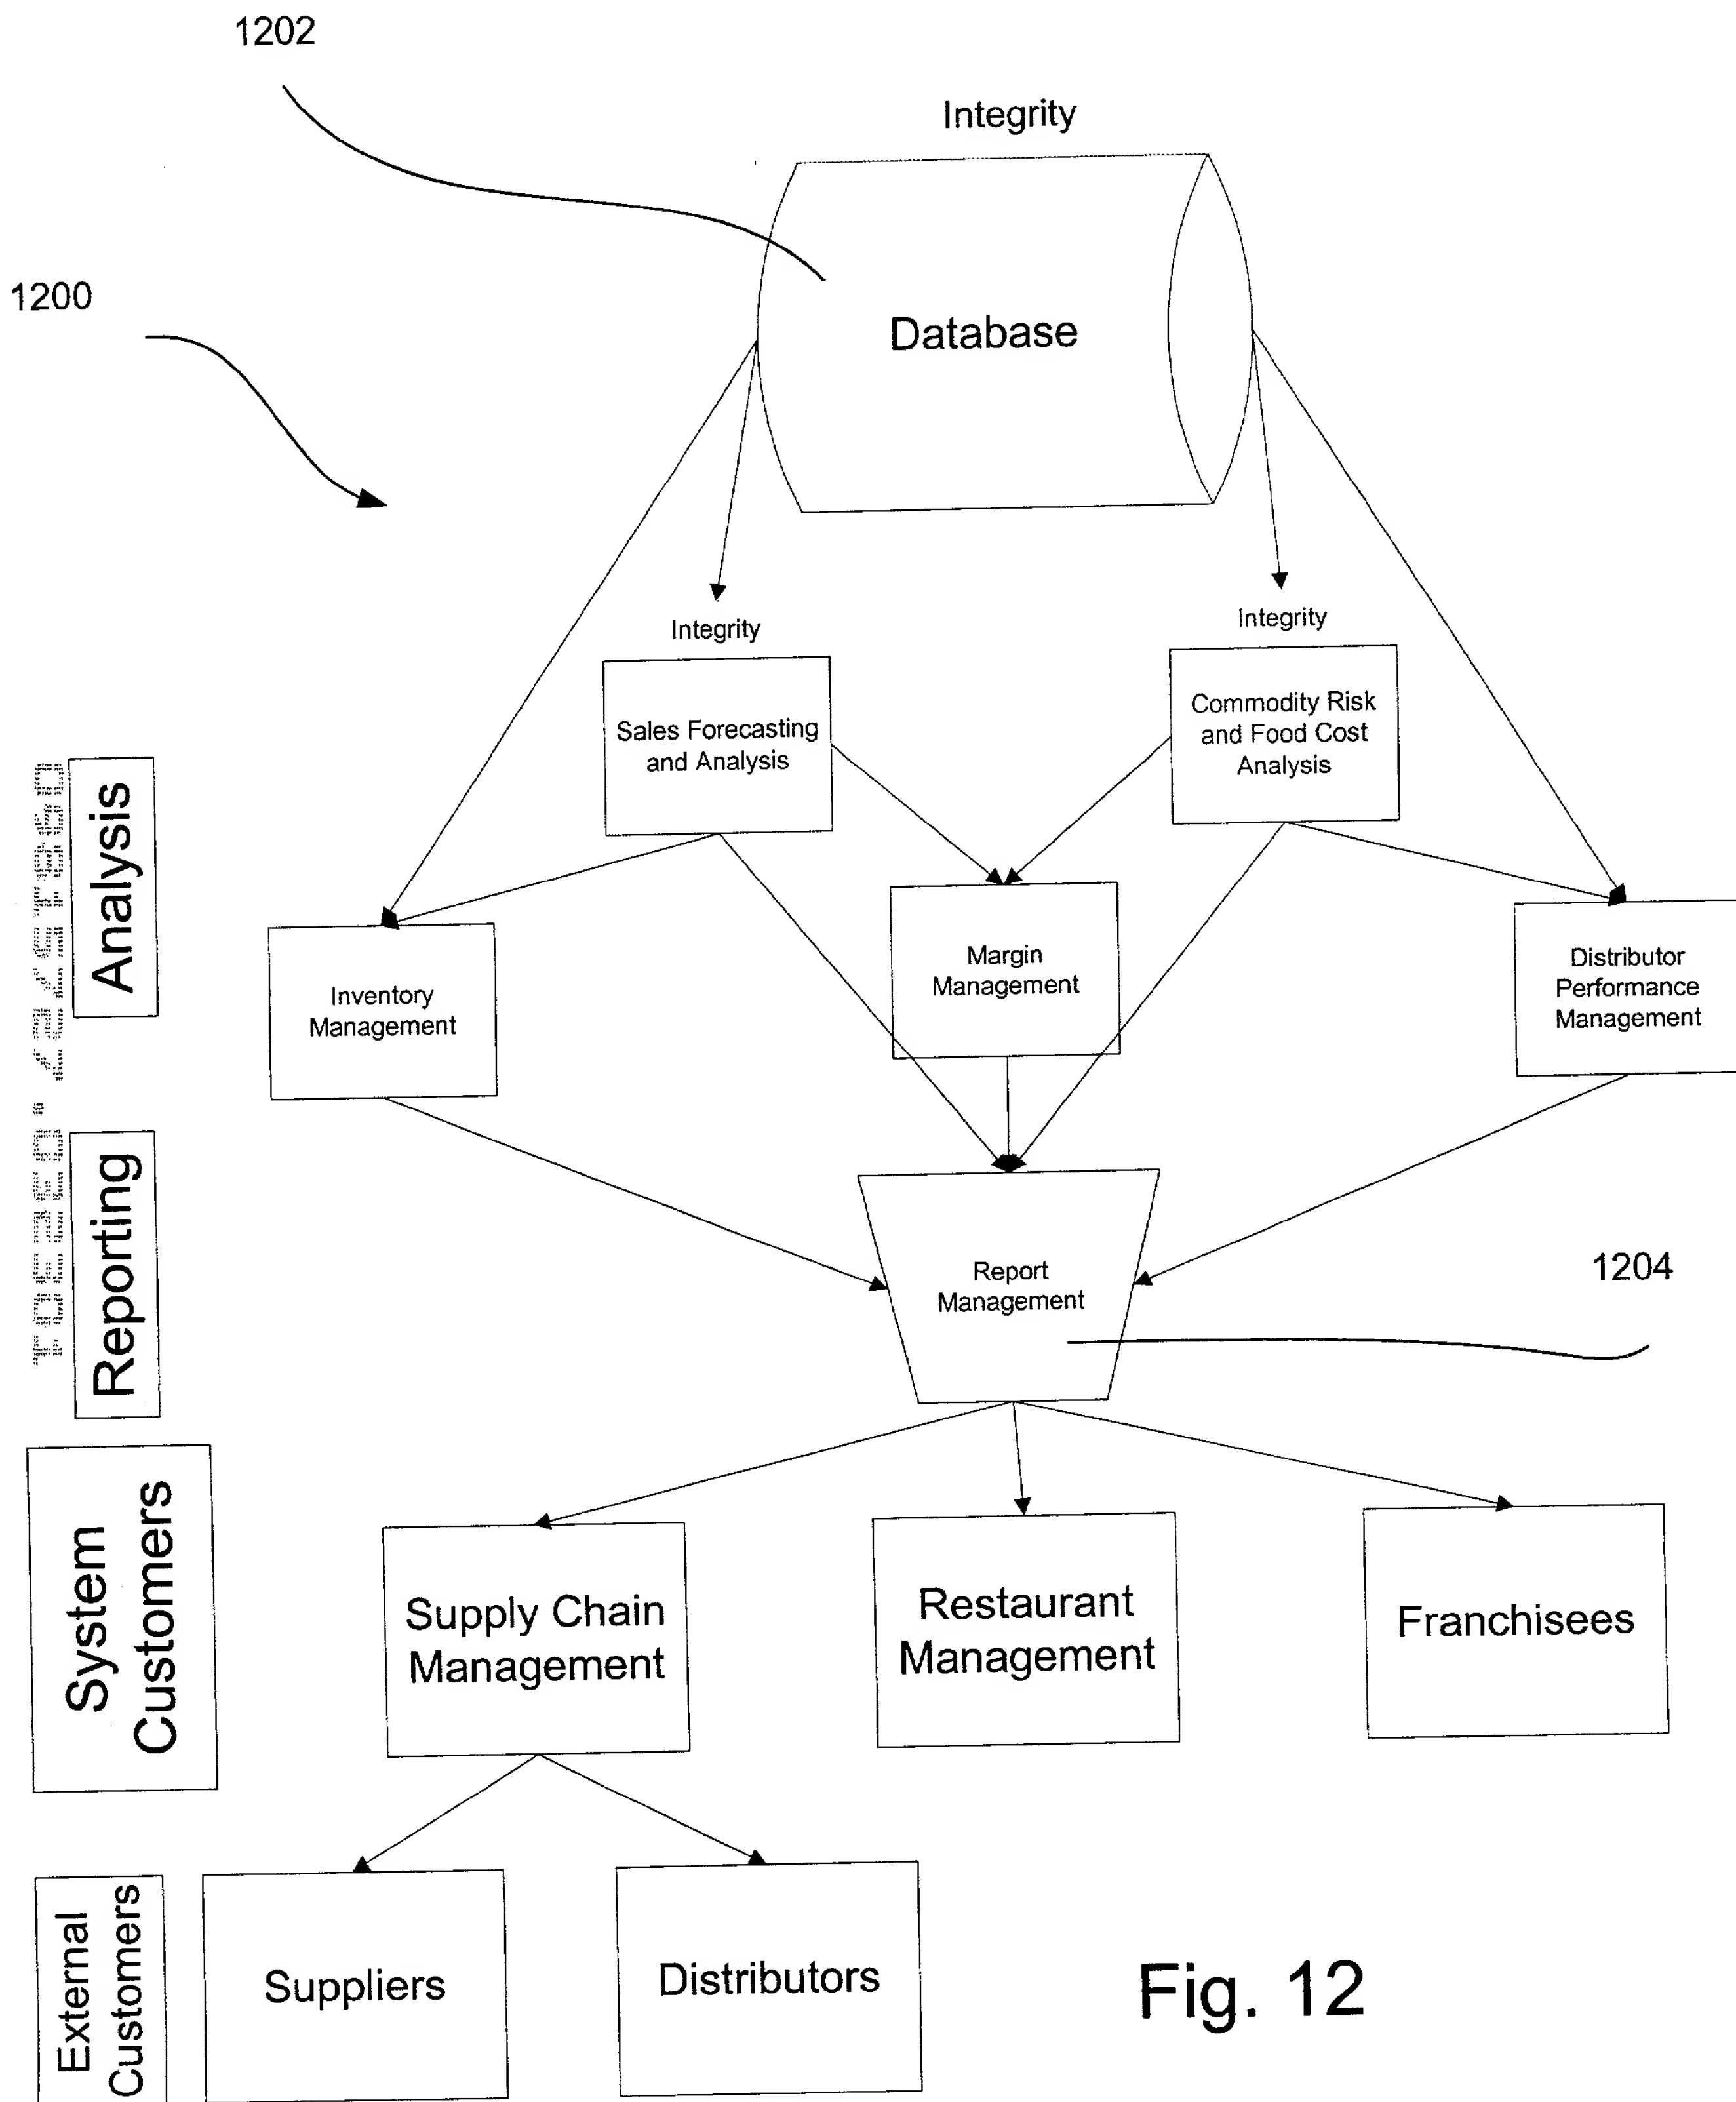 1202
Integrity
1200
Database
Integrity
Integrity
Sales Forecasting
and Analysis
Commodity Risk
and Food Cost
Analysis
Analysis
Inventory
Management
Margin
Management
Distributor
Performance
Management
Reporting
Report
Management
1204
System
Customers
Supply Chain
Management
Restaurant
Management
Franchisees
External
Customers
Suppliers
Distributors
Fig. 12